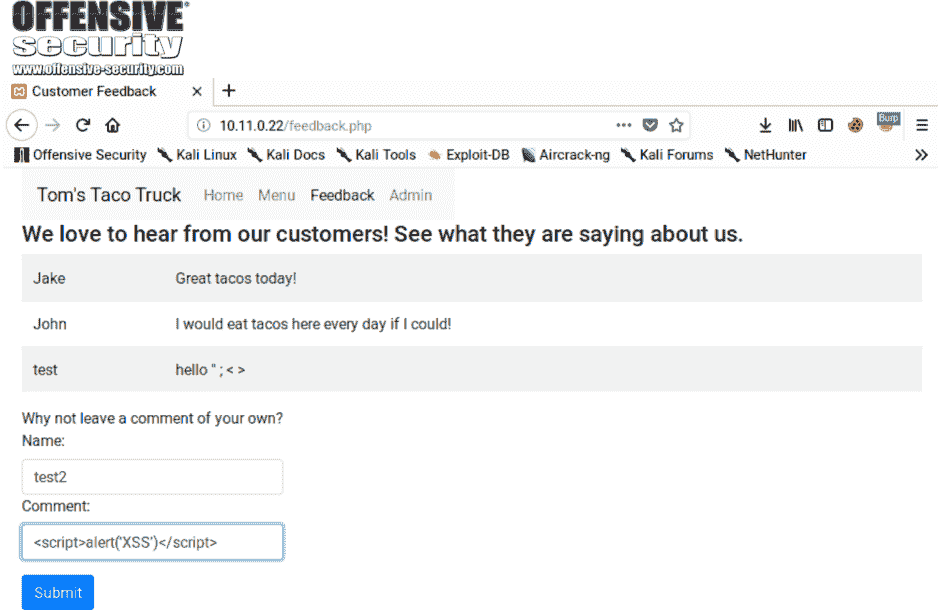 OFFENSIVE
security
www.offensive-security.com
Customer Feedback
10.11.0.22/feedback.php
Burp
Offensive Security Kali Linux Kali Docs Kali Tools Exploit-DB Aircrack-ng Kali Forums NetHunter
Tom's Taco Truck Home Menu Feedback Admin
We love to hear from our customers! See what they are saying about us.
Jake Great tacos today!
John I would eat tacos here every day if I could!
test hello " ; < >
Why not leave a comment of your own?
Name:
test2
Comment:
<script>alert('XSS')</script>
Submit